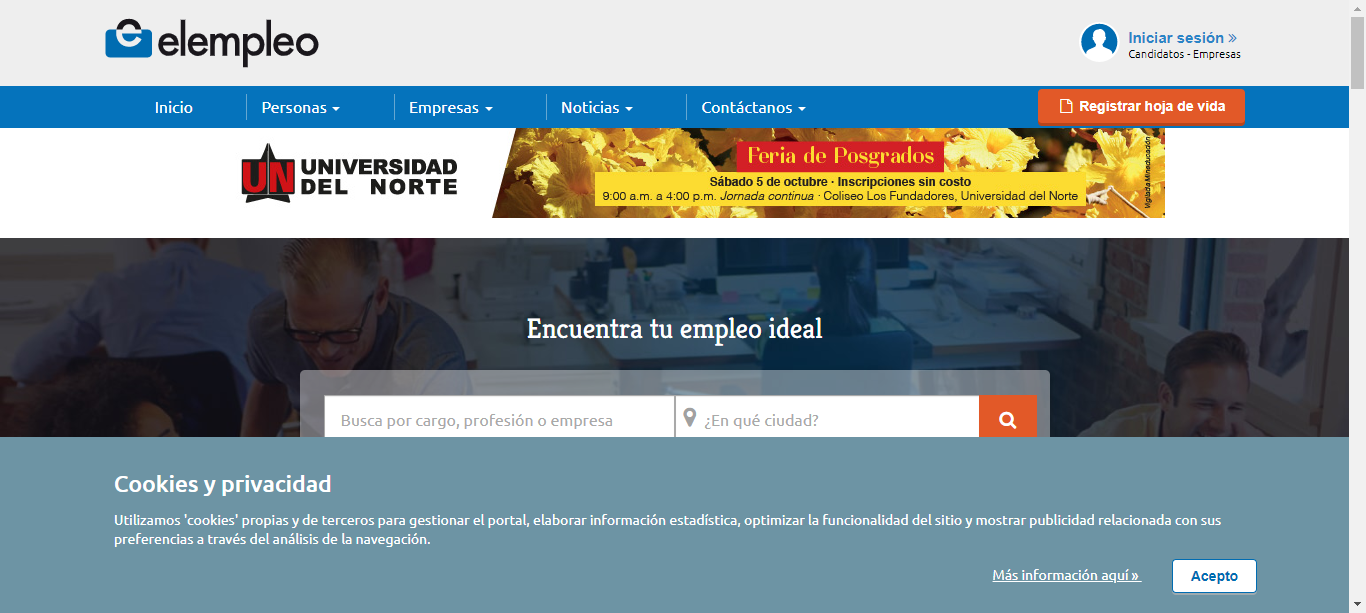 elempleo
Iniciar sesión »
Candidatos - Empresas
Inicio
Personas
Empresas
Noticias
Contáctanos
Registrar hoja de vida
UN UNIVERSIDAD
DEL NORTE
Feria de Posgrados
Sábado 5 de octubre · Inscripciones sin costo
9:00 a.m. a 4:00 p.m. Jornada continua · Coliseo Los Fundadores, Universidad del Norte
Vigilada Mineducación
Encuentra tu empleo ideal
Busca por cargo, profesión o empresa
¿En qué ciudad?
Cookies y privacidad
Utilizamos 'cookies' propias y de terceros para gestionar el portal, elaborar información estadística, optimizar la funcionalidad del sitio y mostrar publicidad relacionada con sus
preferencias a través del análisis de la navegación.
Más información aquí »
Acepto